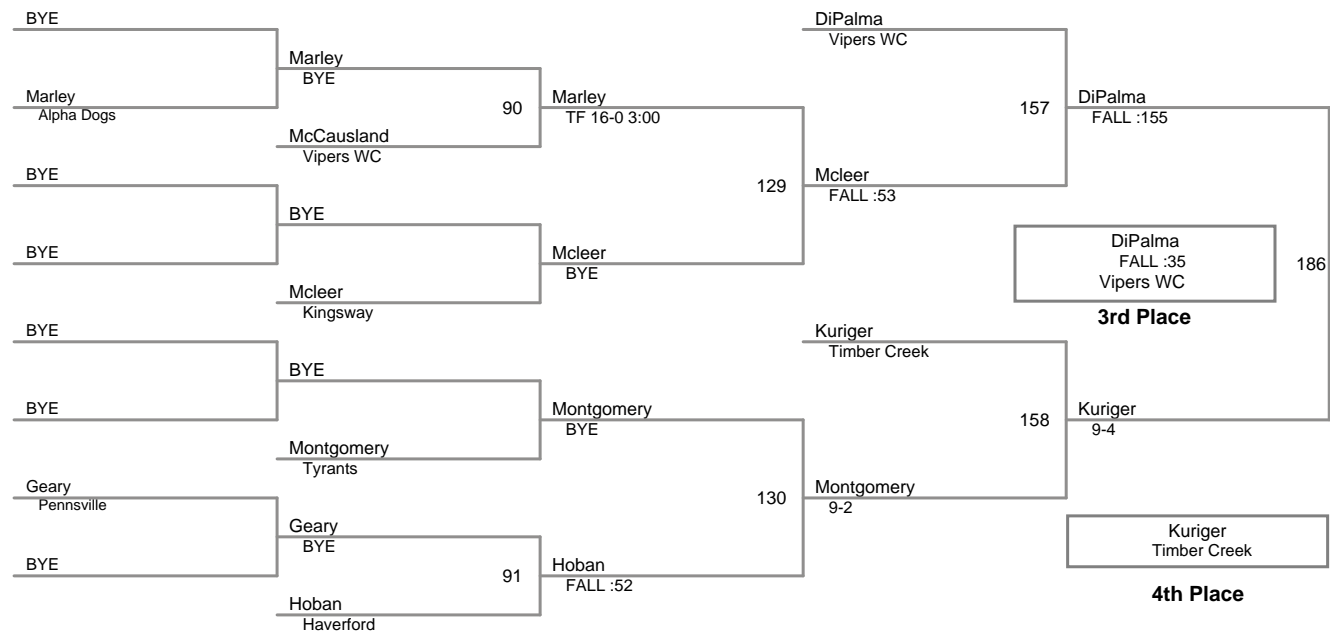 BYE
Marley
BYE
Marley
Alpha Dogs
90
Marley
TF 16-0 3:00
McCausland
Vipers WC
BYE
BYE
BYE
Mcleer
BYE
Mcleer
Kingsway
129
Mcleer
FALL :53
DiPalma
Vipers WC
157
DiPalma
FALL :155
BYE
BYE
BYE
Montgomery
BYE
Montgomery
Tyrants
Geary
Pennsville
Geary
BYE
BYE
91
Hoban
FALL :52
Hoban
Haverford
130
Montgomery
9-2
Kuriger
Timber Creek
158
Kuriger
9-4
186
DiPalma
FALL :35
Vipers WC
3rd Place
Kuriger
Timber Creek
4th Place